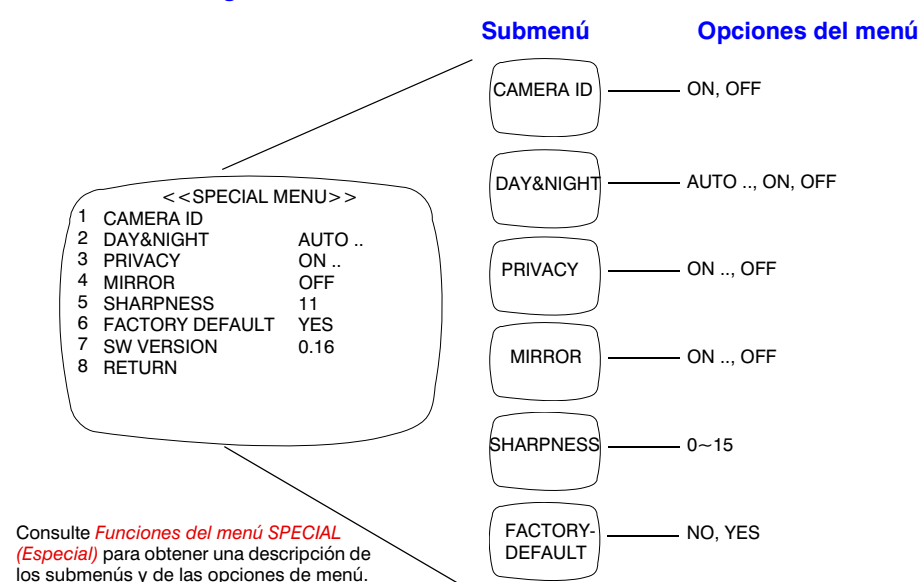 Submenú Opciones del menú
CAMERA ID ON, OFF
DAY&NIGHT AUTO .., ON, OFF
<<SPECIAL MENU>>
1 CAMERA ID
2 DAY&NIGHT AUTO ..
3 PRIVACY ON ..
4 MIRROR OFF
5 SHARPNESS 11
6 FACTORY DEFAULT YES
7 SW VERSION 0.16
8 RETURN
PRIVACY ON .., OFF
MIRROR ON .., OFF
SHARPNESS 0~15
FACTORY-
DEFAULT NO, YES
Consulte Funciones del menú SPECIAL
(Especial) para obtener una descripción de
los submenús y de las opciones de menú.